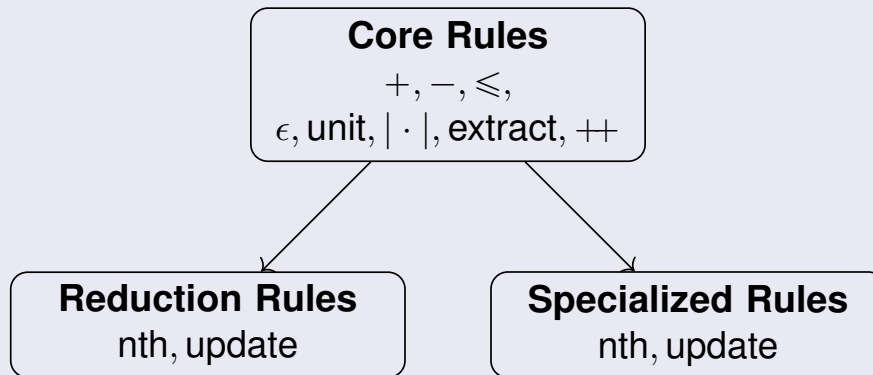 Core Rules
+, −, ⩽,
ϵ, unit, | · |, extract, ⧺
Reduction Rules
nth, update
Specialized Rules
nth, update